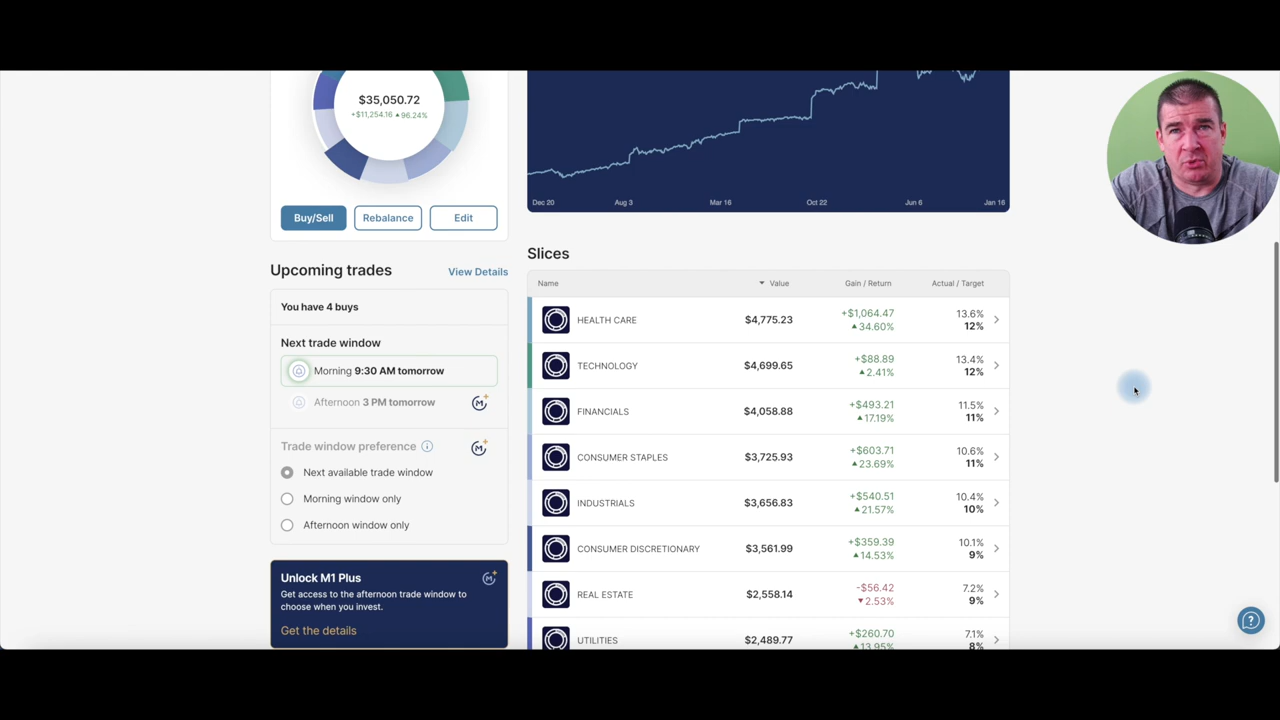 $35,050.72
+$11,254.16 ▲96.24%
Buy/Sell
Rebalance
Edit
Dec 20
Aug 3
Mar 16
Oct 22
Jun 6
Jan 16
Upcoming trades
View Details
You have 4 buys
Next trade window
Morning 9:30 AM tomorrow
Afternoon 3 PM tomorrow
Trade window preference
Next available trade window
Morning window only
Afternoon window only
Unlock M1 Plus
Get access to the afternoon trade window to
choose when you invest.
Get the details
Slices
Name ▼ Value Gain / Return Actual / Target
HEALTH CARE $4,775.23 +$1,064.47 13.6%
▲34.60% 12%
TECHNOLOGY $4,699.65 +$88.89 13.4%
▲2.41% 12%
FINANCIALS $4,058.88 +$493.21 11.5%
▲17.19% 11%
CONSUMER STAPLES $3,725.93 +$603.71 10.6%
▲23.69% 11%
INDUSTRIALS $3,656.83 +$540.51 10.4%
▲21.57% 10%
CONSUMER DISCRETIONARY $3,561.99 +$359.39 10.1%
▲14.53% 9%
REAL ESTATE $2,558.14 -$56.42 7.2%
▼2.53% 9%
UTILITIES $2,489.77 +$260.70 7.1%
▲13.95% 8%